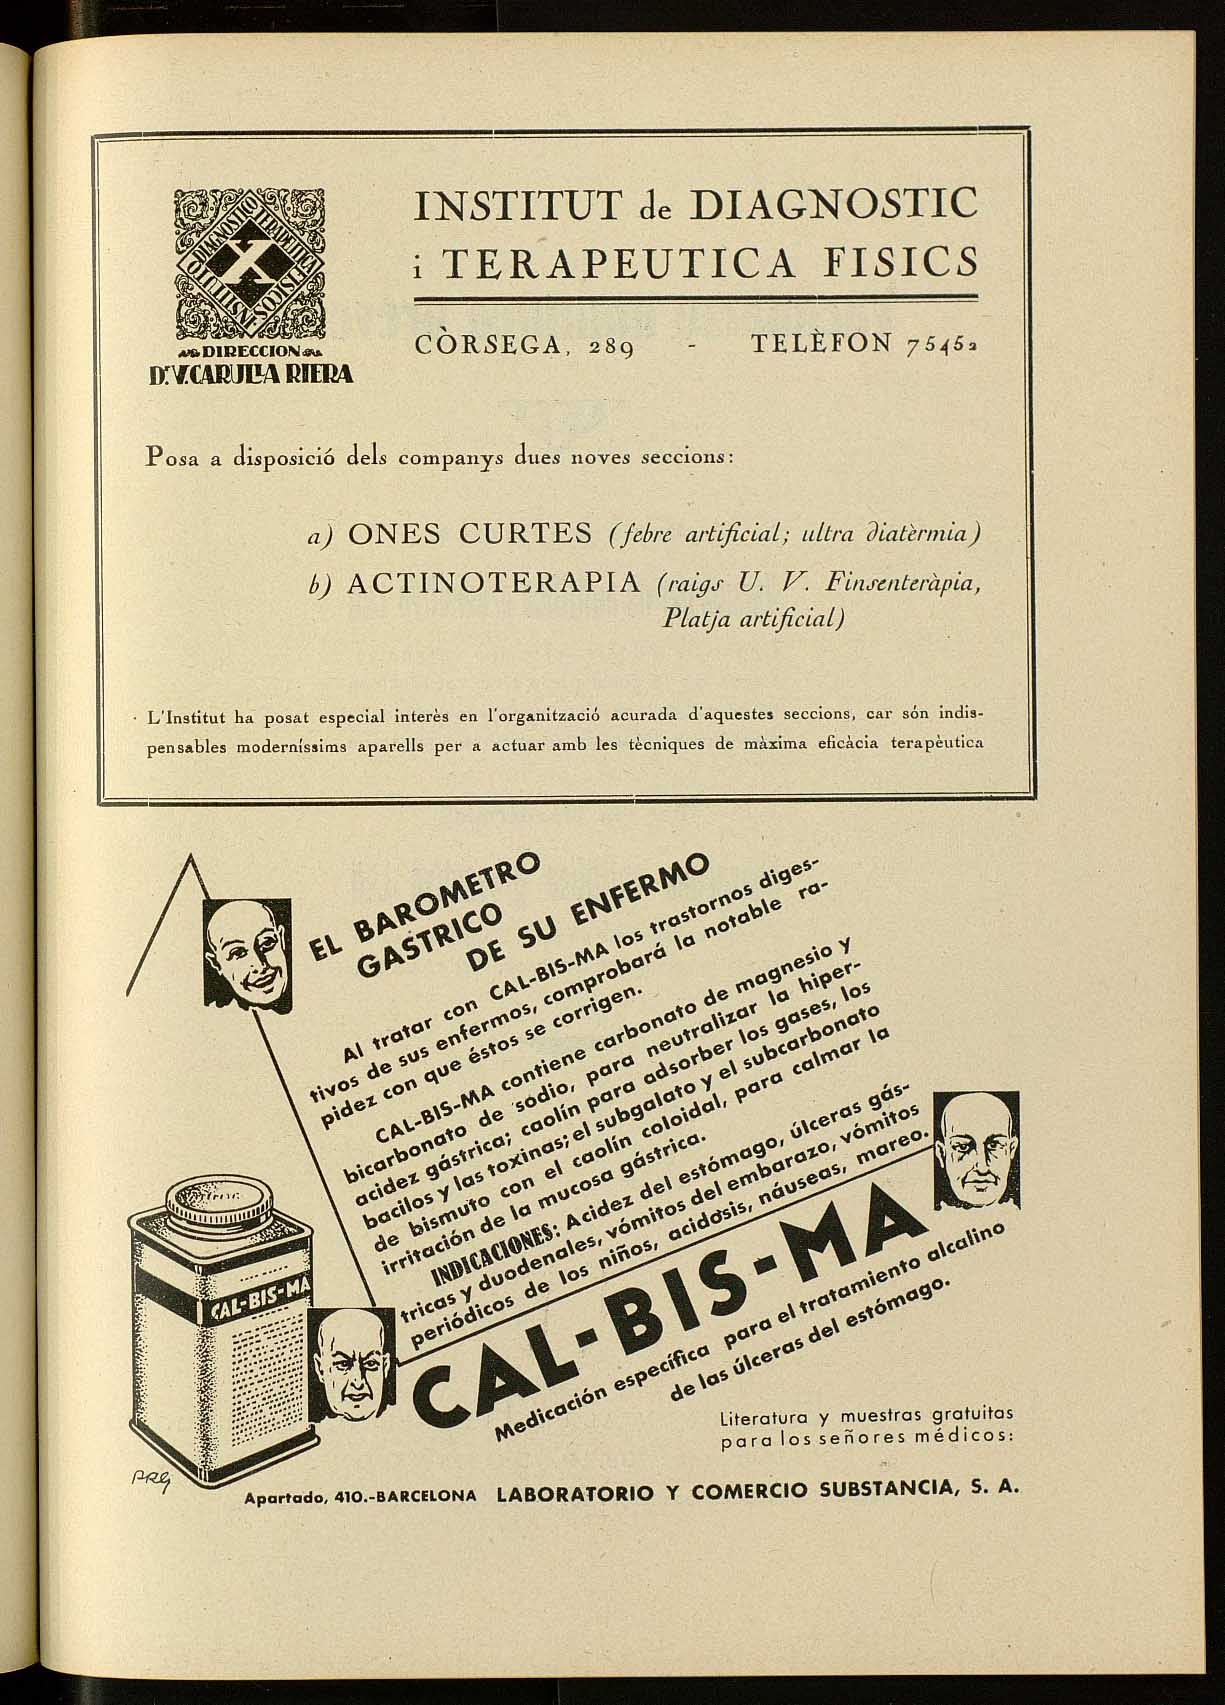 INSTITUTO
DIAGNOSTICO
TERAPEUTICA
FISICOS
DIRECCION
Dr. V. CARULLA RIERA
INSTITUT de DIAGNOSTIC
i TERAPEUTICA FISICS
CÒRSEGA, 289 - TELÈFON 75452
Posa a disposició dels companys dues noves seccions:
a) ONES CURTES (febre artificial; ultra diatèrmia)
b) ACTINOTERAPIA (raigs U. V. Finsenteràpia,
Platja artificial)
L'Institut ha posat especial interès en l'organització acurada d'aquestes seccions, car són indis-
pensables moderníssims aparells per a actuar amb les tècniques de màxima eficàcia terapèutica
EL BAROMETRO
GASTRICO
DE SU ENFERMO
Al tratar con CAL-BIS-MA los trastornos diges-
tivos de sus enfermos, comprobará la notable ra-
pidez con que éstos se corrigen.
CAL-BIS-MA contiene carbonato de magnesio y
bicarbonato de sodio, para neutralizar la hiper-
acidez gástrica; caolín para adsorber los gases, los
bacilos y las toxinas; el subgalato y el subcarbonato
de bismuto con el caolín coloidal, para calmar la
irritación de la mucosa gástrica.
INDICACIONES: Acidez del estómago, úlceras gás-
tricas y duodenales, vómitos del embarazo, vómitos
periódicos de los niños, acidosis, náuseas, mareo.
CAL-BIS-MA
CAL-BIS-MA
Medicación específica para el tratamiento alcalino
de las úlceras del estómago.
Literatura y muestras gratuitas
para los señores médicos:
PRG
Apartado, 410.-BARCELONA LABORATORIO Y COMERCIO SUBSTANCIA, S. A.